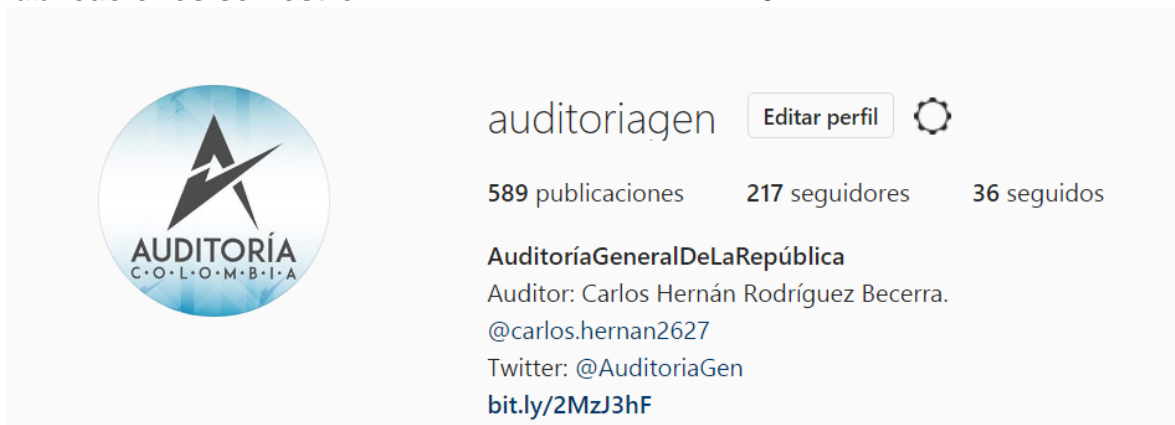 AUDITORÍA
C·O·L·O·M·B·I·A
auditoriagen Editar perfil
589 publicaciones 217 seguidores 36 seguidos
AuditoríaGeneralDeLaRepública
Auditor: Carlos Hernán Rodríguez Becerra.
@carlos.hernan2627
Twitter: @AuditoriaGen
bit.ly/2MzJ3hF